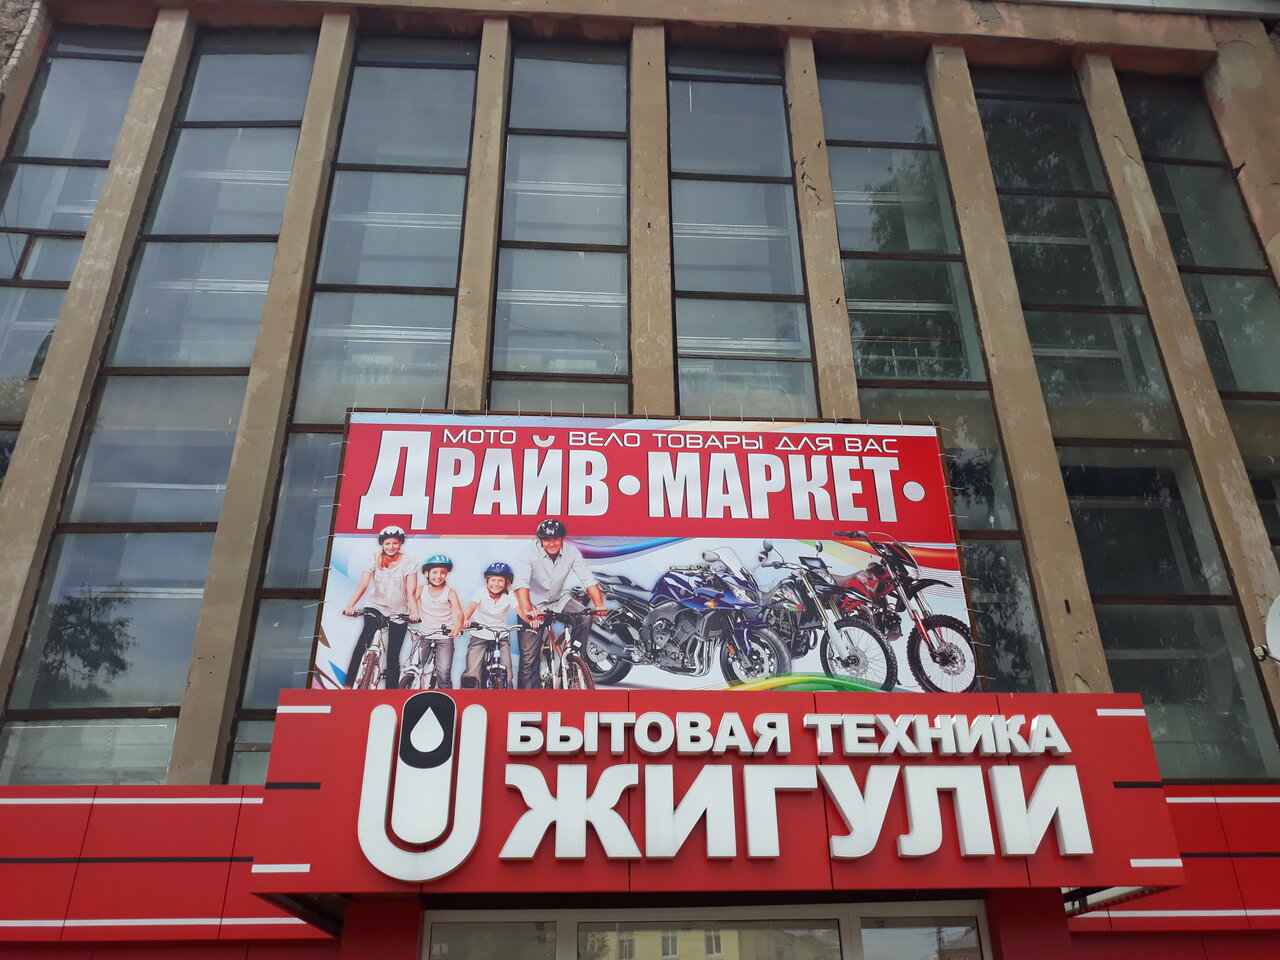 МОТО ВЕЛО ТОВАРЫ ДЛЯ ВАС
ДРАЙВ•МАРКЕТ•
БЫТОВАЯ ТЕХНИКА
ЖИГУЛИ